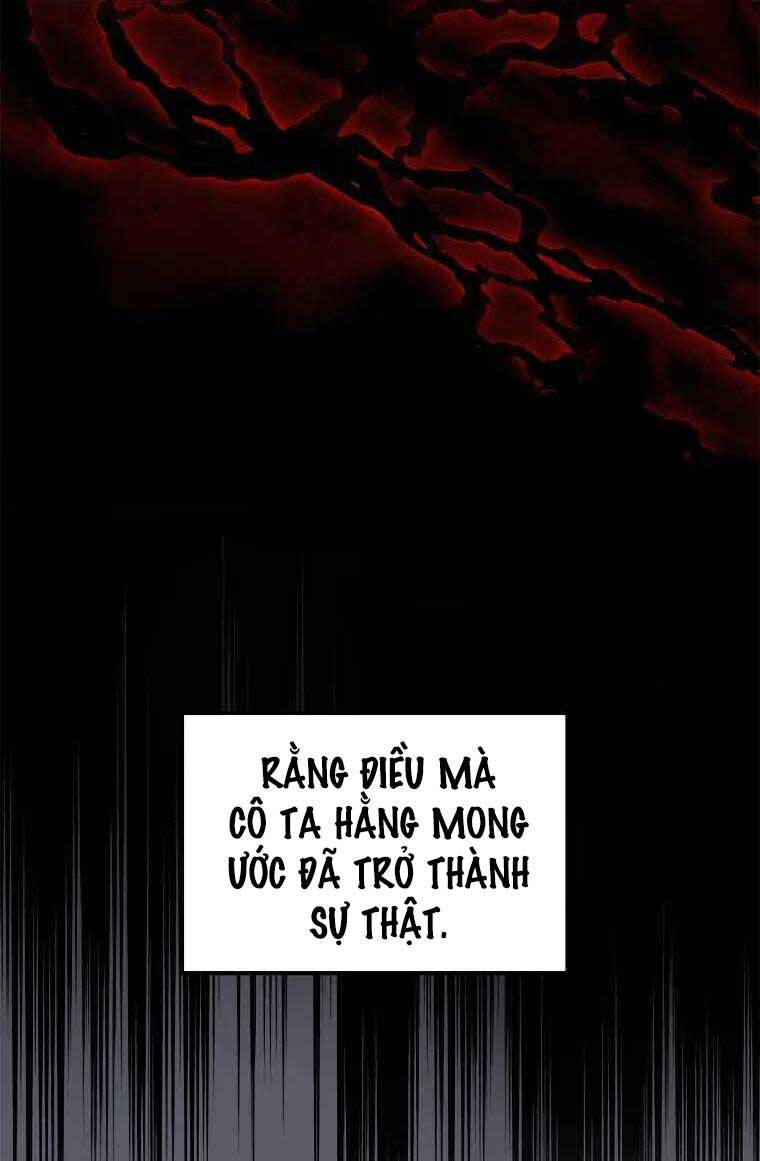 RẰNG ĐIỀU MÀ
CÔ TA HẰNG MONG
ƯỚC ĐÃ TRỞ THÀNH
SỰ THẬT.